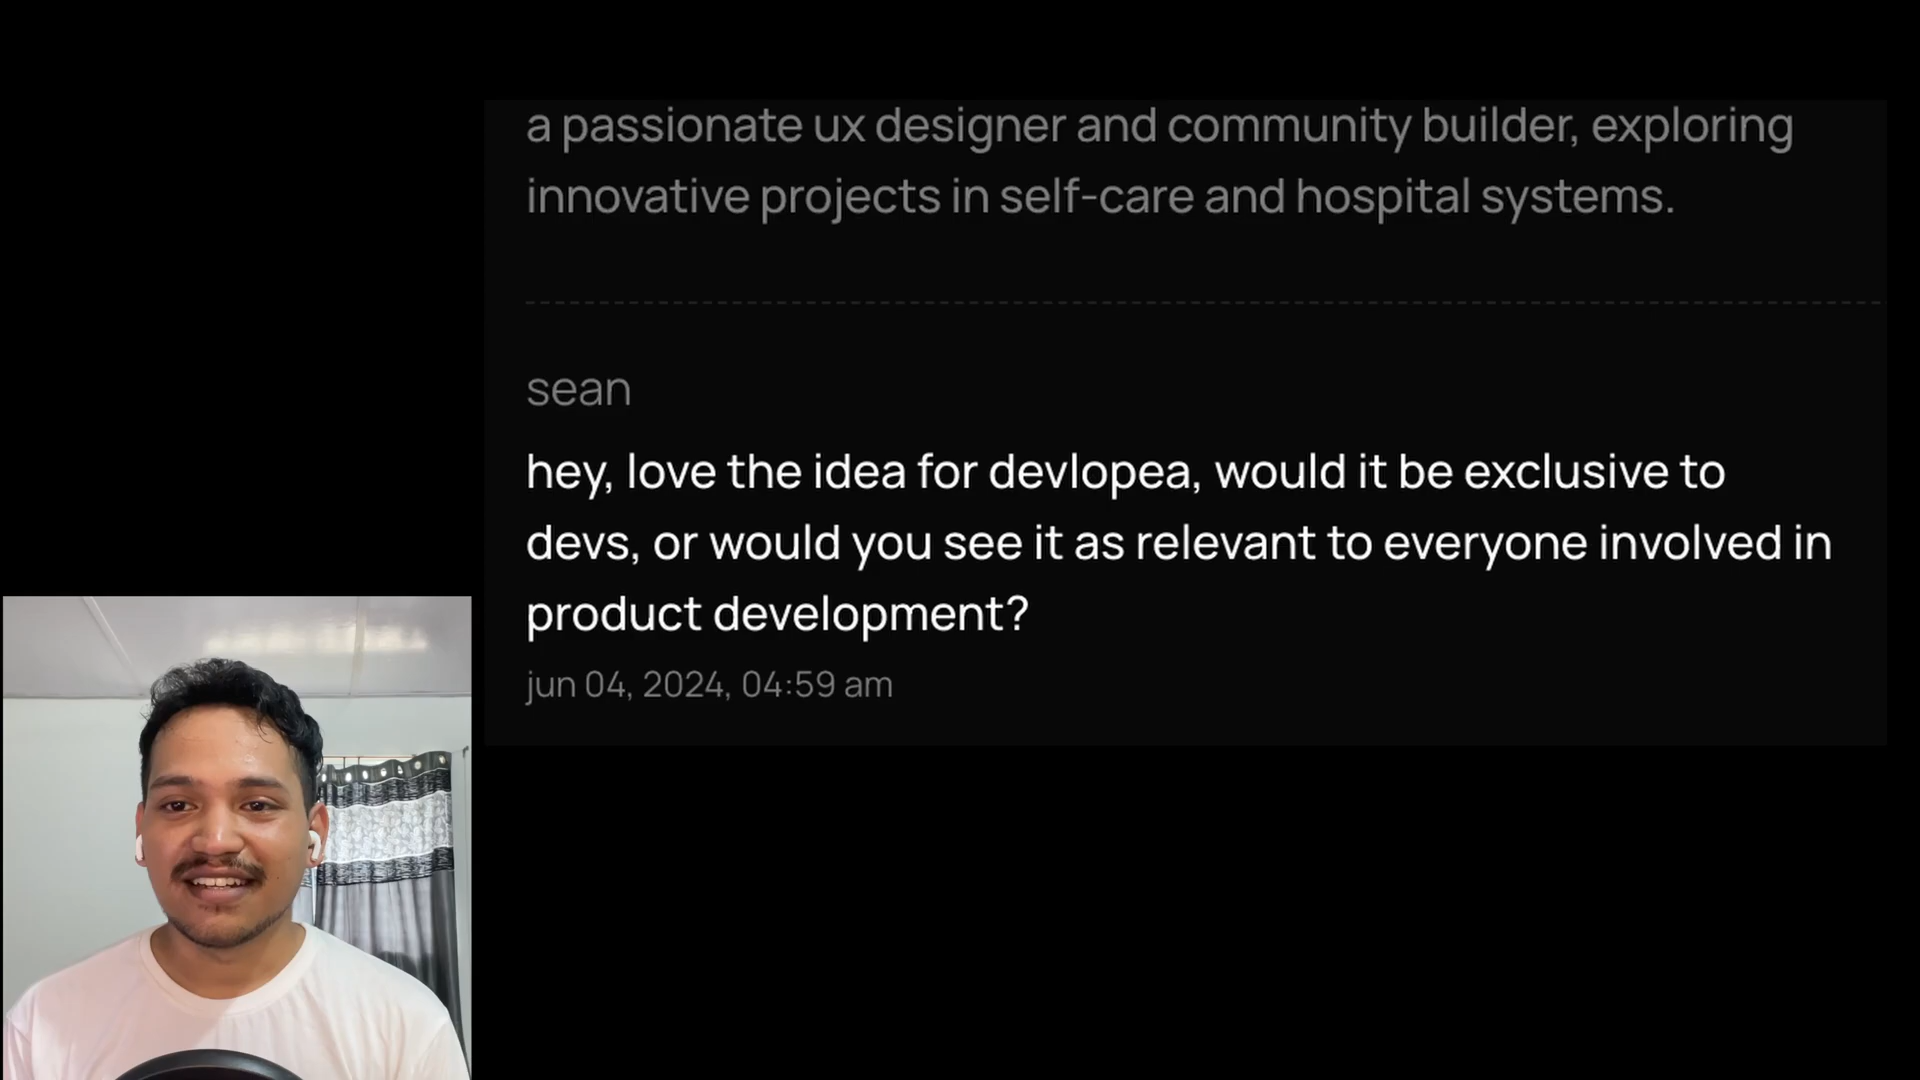 a passionate ux designer and community builder, exploring
innovative projects in self-care and hospital systems.
sean
hey, love the idea for devlopea, would it be exclusive to
devs, or would you see it as relevant to everyone involved in
product development?
jun 04, 2024, 04:59 am